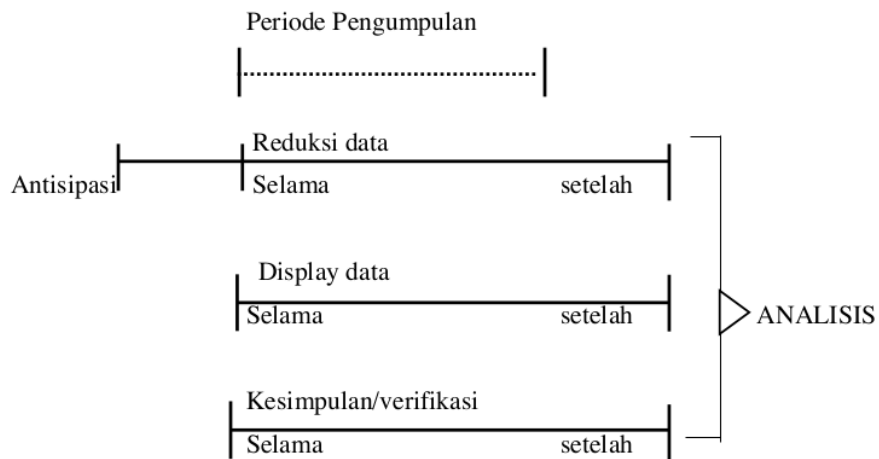 Periode Pengumpulan
Reduksi data
Antisipasi Selama setelah
Display data
Selama setelah
ANALISIS
Kesimpulan/verifikasi
Selama setelah